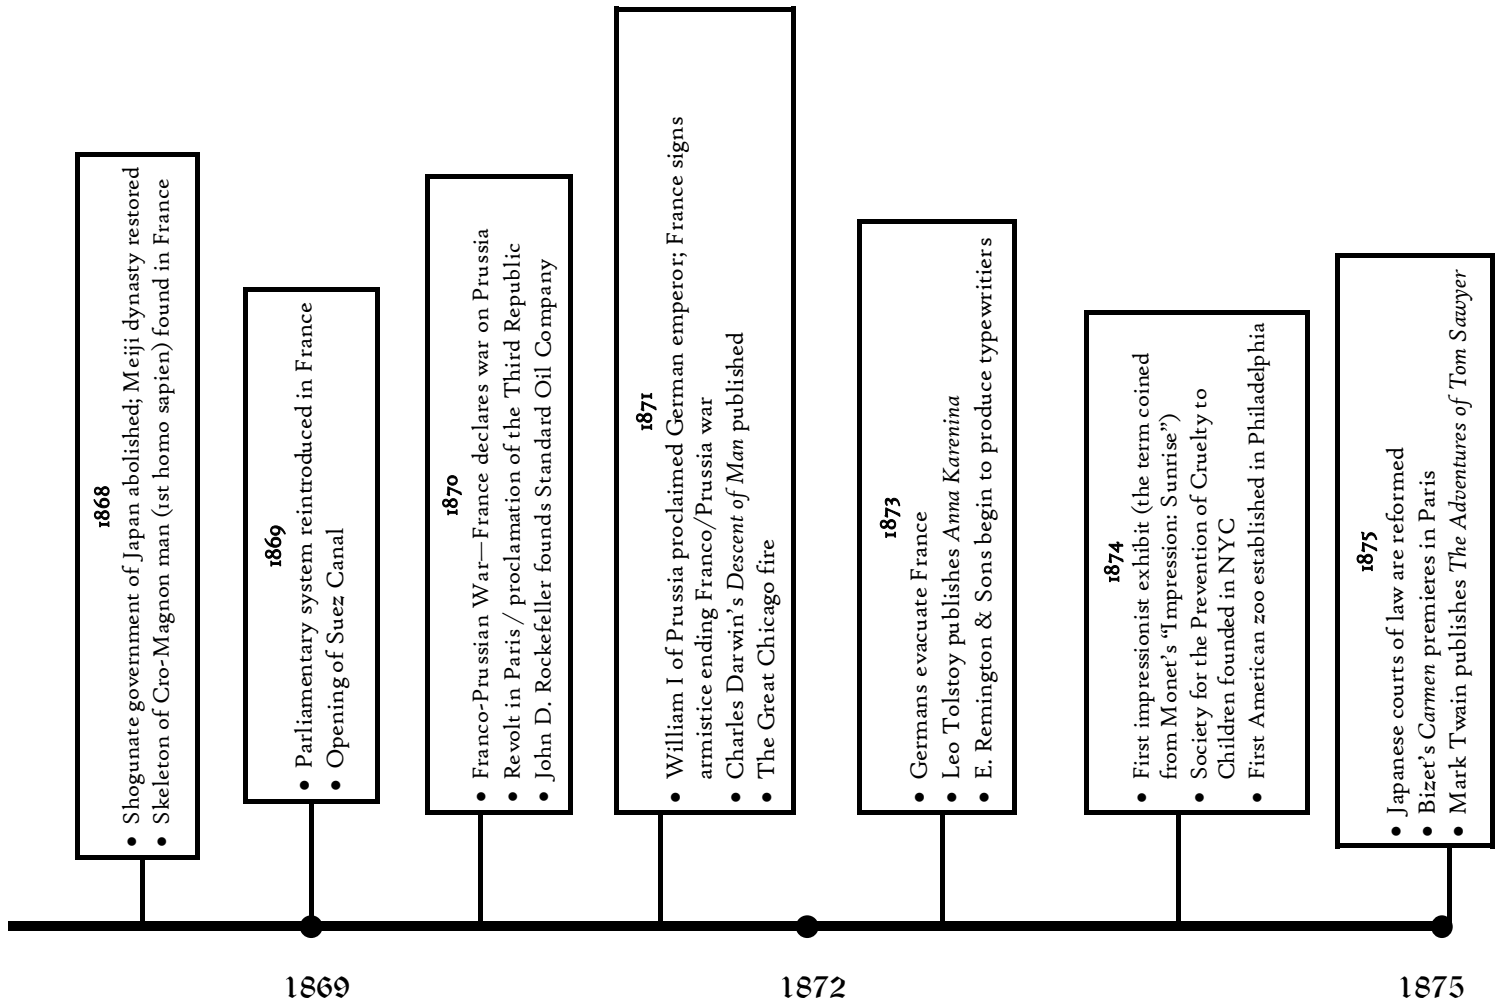 1868
• Shogunate government of Japan abolished; Meiji dynasty restored
• Skeleton of Cro-Magnon man (1st homo sapien) found in France
1869
• Parliamentary system reintroduced in France
• Opening of Suez Canal
1870
• Franco-Prussian War—France declares war on Prussia
• Revolt in Paris / proclamation of the Third Republic
• John D. Rockefeller founds Standard Oil Company
1871
• William I of Prussia proclaimed German emperor; France signs
armistice ending Franco/Prussia war
• Charles Darwin's Descent of Man published
• The Great Chicago fire
1873
• Germans evacuate France
• Leo Tolstoy publishes Anna Karenina
• E. Remington & Sons begin to produce typewritiers
1874
• First impressionist exhibit (the term coined
from Monet's “Impression: Sunrise”)
• Society for the Prevention of Cruelty to
Children founded in NYC
• First American zoo established in Philadelphia
1875
• Japanese courts of law are reformed
• Bizet's Carmen premieres in Paris
• Mark Twain publishes The Adventures of Tom Sawyer
1869
1872
1875